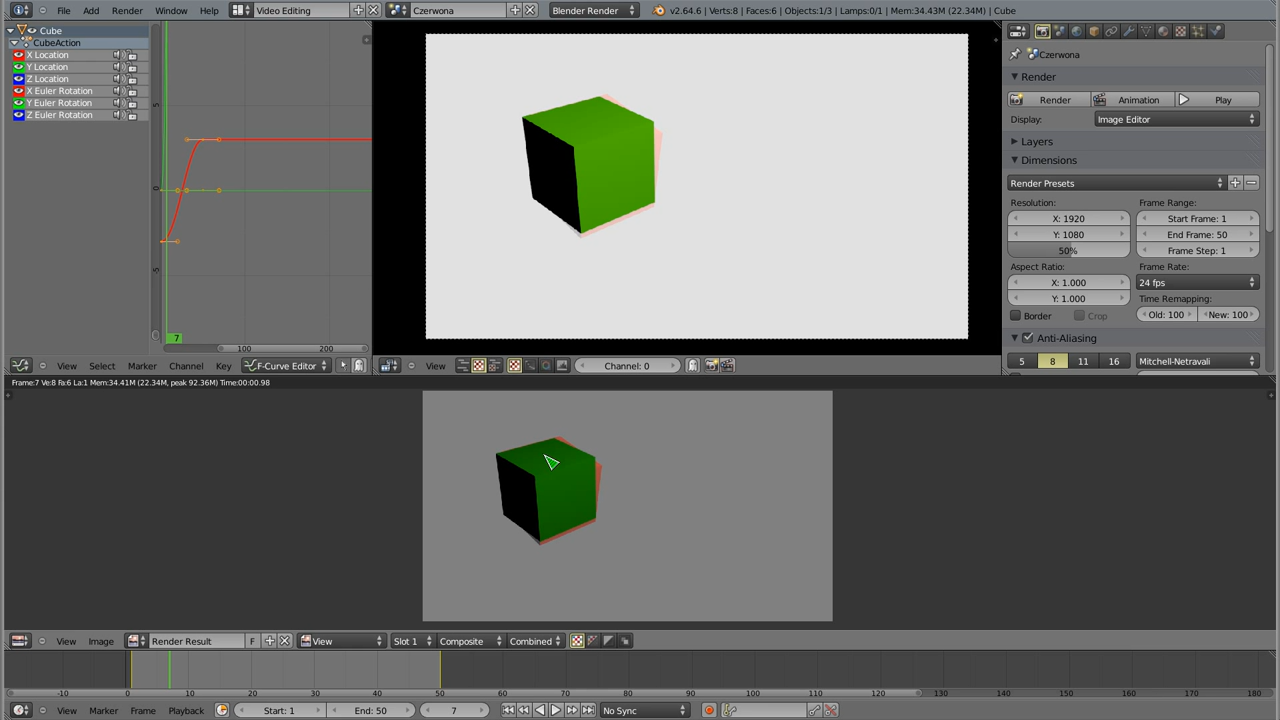 File Add Render Window Help Video Editing Czerwona Blender Render v2.64.6 | Verts:8 | Faces:6 | Objects:1/3 | Lamps:0/1 | Mem:34.43M (22.34M) | Cube
Cube
CubeAction
X Location
Y Location
Z Location
X Euler Rotation
Y Euler Rotation
Z Euler Rotation
5
0
-5
7
100 200
View Select Marker Channel Key F-Curve Editor
View Channel: 0
Czerwona
Render
Render Animation Play
Display: Image Editor
Layers
Dimensions
Render Presets
Resolution: Frame Range:
X: 1920 Start Frame: 1
Y: 1080 End Frame: 50
50% Frame Step: 1
Aspect Ratio: Frame Rate:
X: 1.000 24 fps
Y: 1.000 Time Remapping:
Border Crop Old: 100 New: 100
Anti-Aliasing
5 8 11 16 Mitchell-Netravali
Frame:7 Ve:8 Fa:6 La:1 Mem:34.41M (22.34M, peak 92.36M) Time:00:00.98
View Image Render Result F View Slot 1 Composite Combined
-10 0 10 20 30 40 50 60 70 80 90 100 110 120 130 140 150 160 170 180
View Marker Frame Playback Start: 1 End: 50 7 No Sync